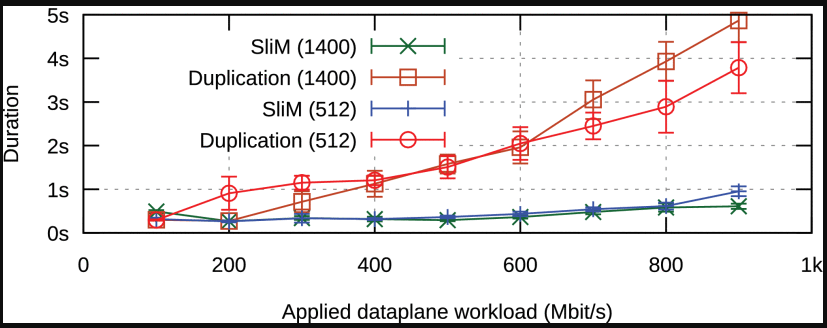 5s
4s
3s
2s
1s
0s
Duration
SliM (1400)
Duplication (1400)
SliM (512)
Duplication (512)
0 200 400 600 800 1k
Applied dataplane workload (Mbit/s)